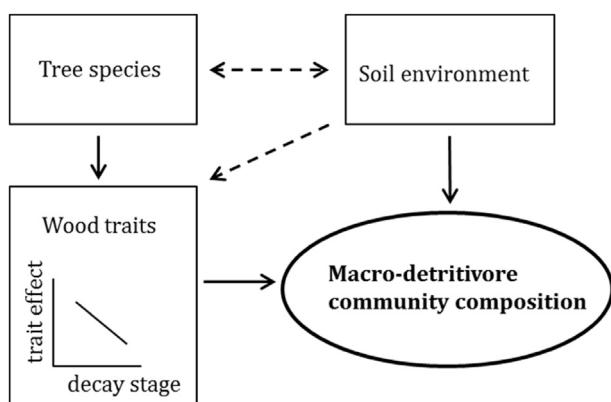 Tree species
Soil environment
Wood traits
trait effect
decay stage
Macro-detritivore
community composition